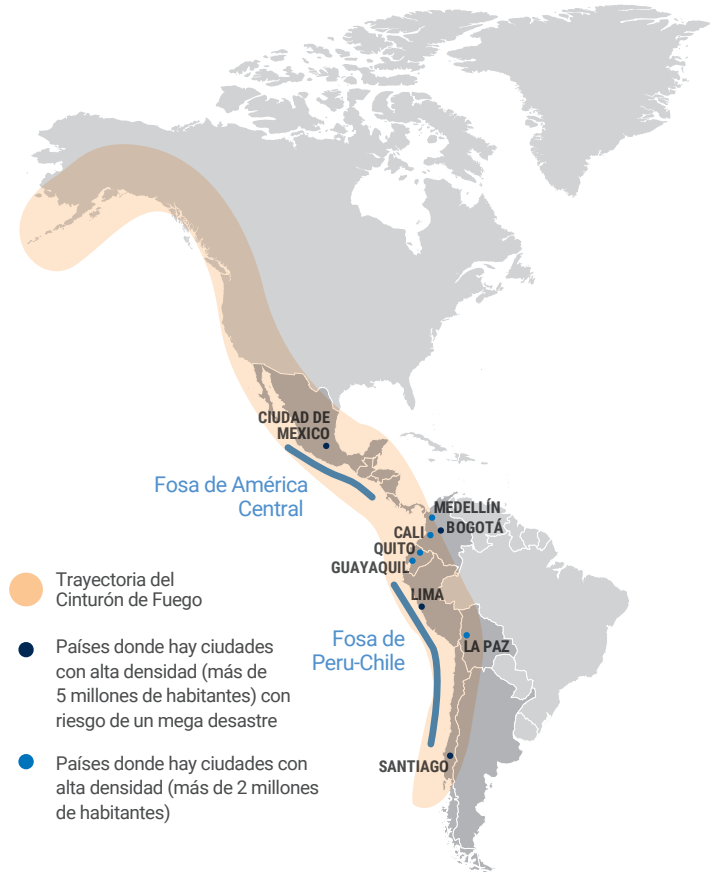 CIUDAD DE
MEXICO
Fosa de América
Central
MEDELLÍN
BOGOTÁ
CALI
QUITO
GUAYAQUIL
LIMA
Fosa de
Peru-Chile
LA PAZ
SANTIAGO
Trayectoria del
Cinturón de Fuego
Países donde hay ciudades
con alta densidad (más de
5 millones de habitantes) con
riesgo de un mega desastre
Países donde hay ciudades con
alta densidad (más de 2 millones
de habitantes)